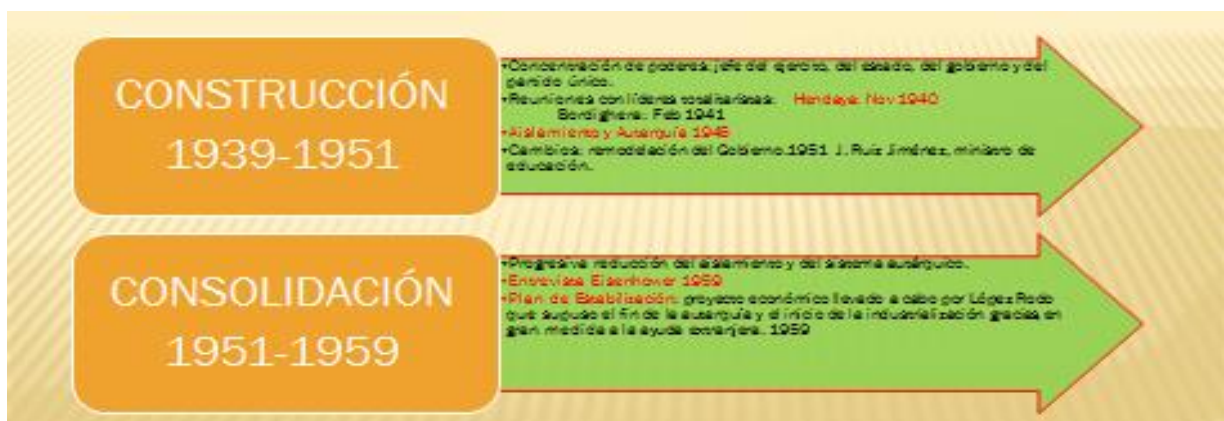 CONSTRUCCIÓN
1939-1951
•Concentración de poderes: jefe del ejercito, del estado, del gobierno y del
partido único.
•Reuniones con líderes totalitaristas: Hendaya: Nov 1940
Bordighera: Feb 1941
•Aislamiento y Autarquía 1945
•Cambios: remodelación del Gobierno.1951 J. Ruiz Jiménez, ministro de
educación.
CONSOLIDACIÓN
1951-1959
•Progresiva reducción del aislamiento y del sistema autárquico.
•Entrevista Eisenhower 1959
•Plan de Estabilización: proyecto económico llevado a cabo por López Rodo
que supuso el fin de la autarquía y el inicio de la industrialización gracias en
gran medida a la ayuda extranjera. 1959